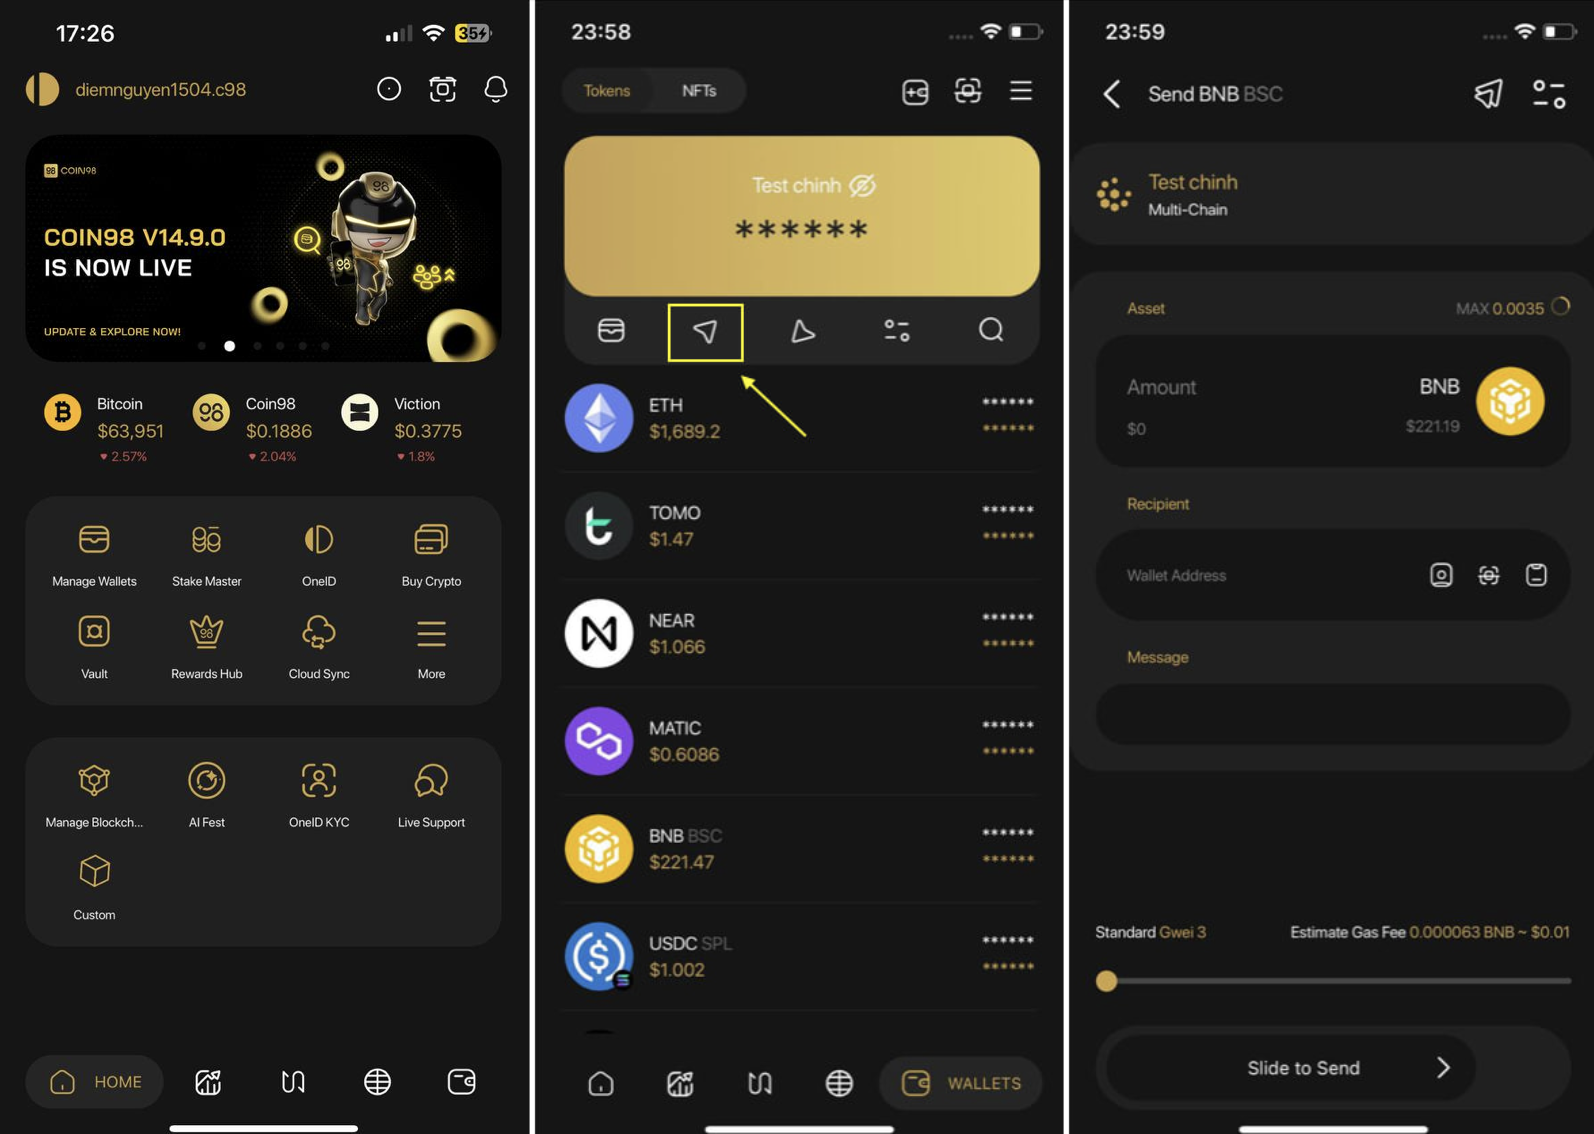 17:26
35
diemnguyen1504.c98
98 COIN98
COIN98 V14.9.0
IS NOW LIVE
UPDATE & EXPLORE NOW!
Bitcoin
$63,951
▼ 2.57%
Coin98
$0.1886
▼ 2.04%
Viction
$0.3775
▼ 1.8%
Manage Wallets
Stake Master
OneID
Buy Crypto
Vault
Rewards Hub
Cloud Sync
More
Manage Blockch...
AI Fest
OneID KYC
Live Support
Custom
HOME
23:58
Tokens
NFTs
Test chinh
******
ETH
$1,689.2
******
******
TOMO
$1.47
******
******
NEAR
$1.066
******
******
MATIC
$0.6086
******
******
BNB BSC
$221.47
******
******
USDC SPL
$1.002
******
******
WALLETS
23:59
Send BNB BSC
Test chinh
Multi-Chain
Asset
MAX 0.0035
Amount
BNB
$0
$221.19
Recipient
Wallet Address
Message
Standard Gwei 3
Estimate Gas Fee 0.000063 BNB ~ $0.01
Slide to Send